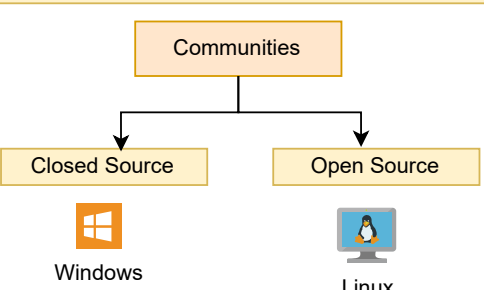 Communities
Closed Source
Open Source
Windows
Linux